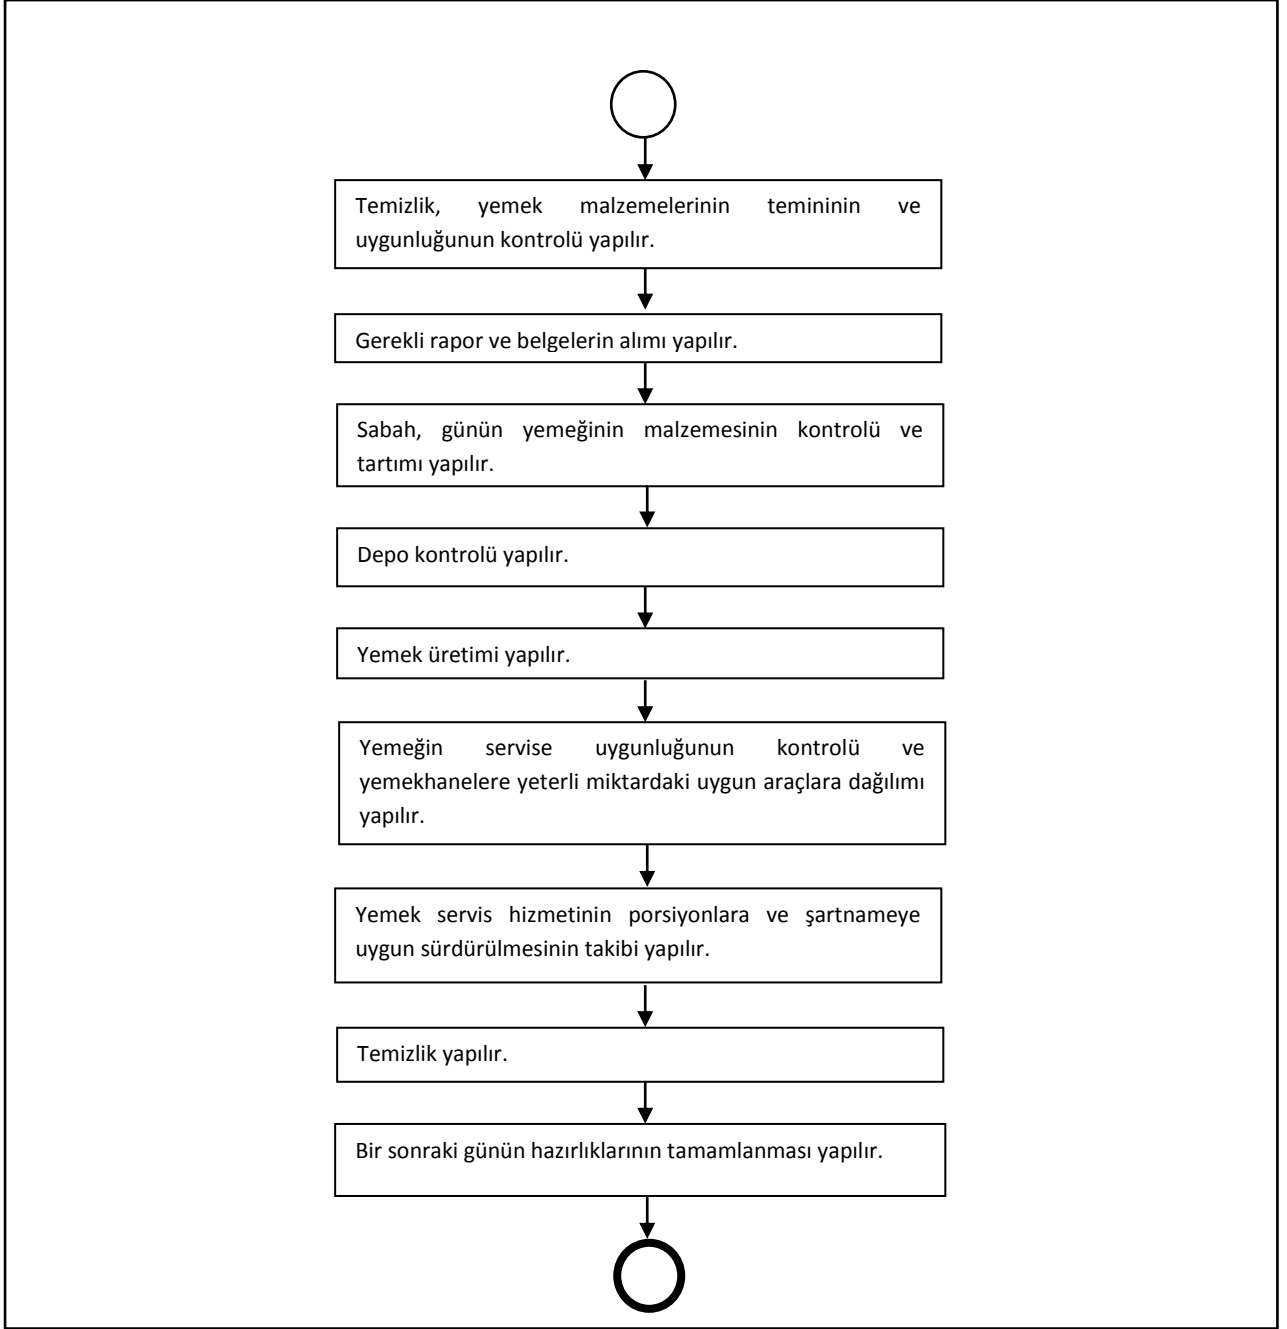 Temizlik, yemek malzemelerinin temininin ve
uygunluğunun kontrolü yapılır.
Gerekli rapor ve belgelerin alımı yapılır.
Sabah, günün yemeğinin malzemesinin kontrolü ve
tartımı yapılır.
Depo kontrolü yapılır.
Yemek üretimi yapılır.
Yemeğin servise uygunluğunun kontrolü ve
yemekhanelere yeterli miktardaki uygun araçlara dağılımı
yapılır.
Yemek servis hizmetinin porsiyonlara ve şartnameye
uygun sürdürülmesinin takibi yapılır.
Temizlik yapılır.
Bir sonraki günün hazırlıklarının tamamlanması yapılır.